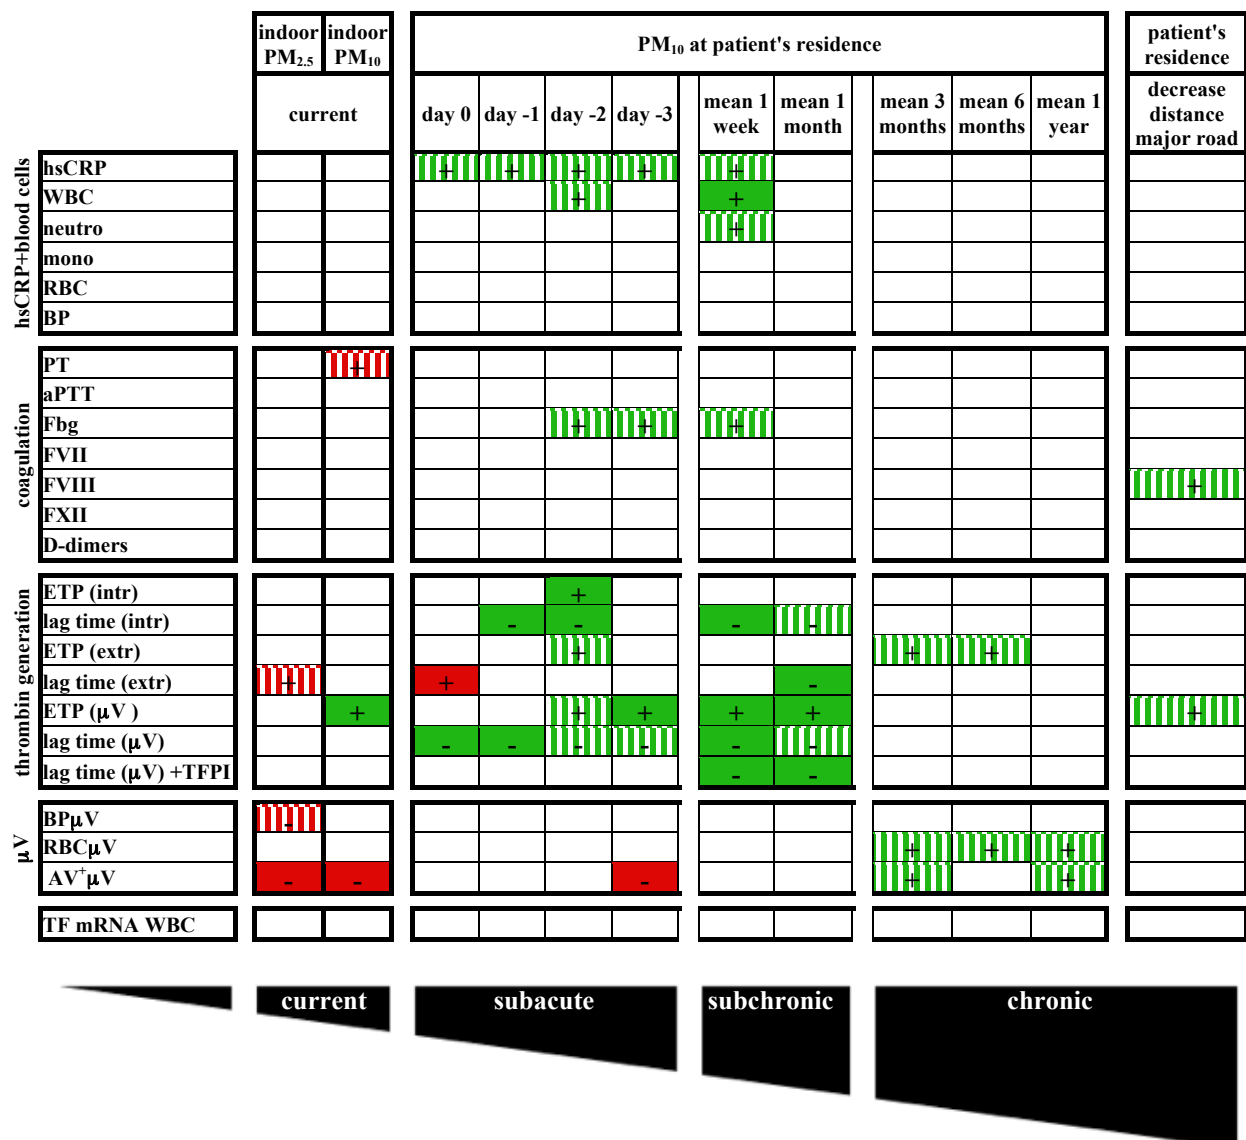 indoor PM2.5 indoor PM10 PM10 at patient's residence patient's residence
current day 0 day -1 day -2 day -3 mean 1 week mean 1 month mean 3 months mean 6 months mean 1 year decrease distance major road
hsCRP+blood cells
hsCRP + + + + +
WBC + +
neutro +
mono
RBC
BP
coagulation
PT +
aPTT
Fbg + + +
FVII
FVIII +
FXII
D-dimers
thrombin generation
ETP (intr) +
lag time (intr) - - - -
ETP (extr) + + +
lag time (extr) + + -
ETP (µV ) + + + + + +
lag time (µV) - - - - - -
lag time (µV) +TFPI - -
µV
BPµV -
RBCµV + + +
AV+µV - - - + +
TF mRNA WBC
current subacute subchronic chronic